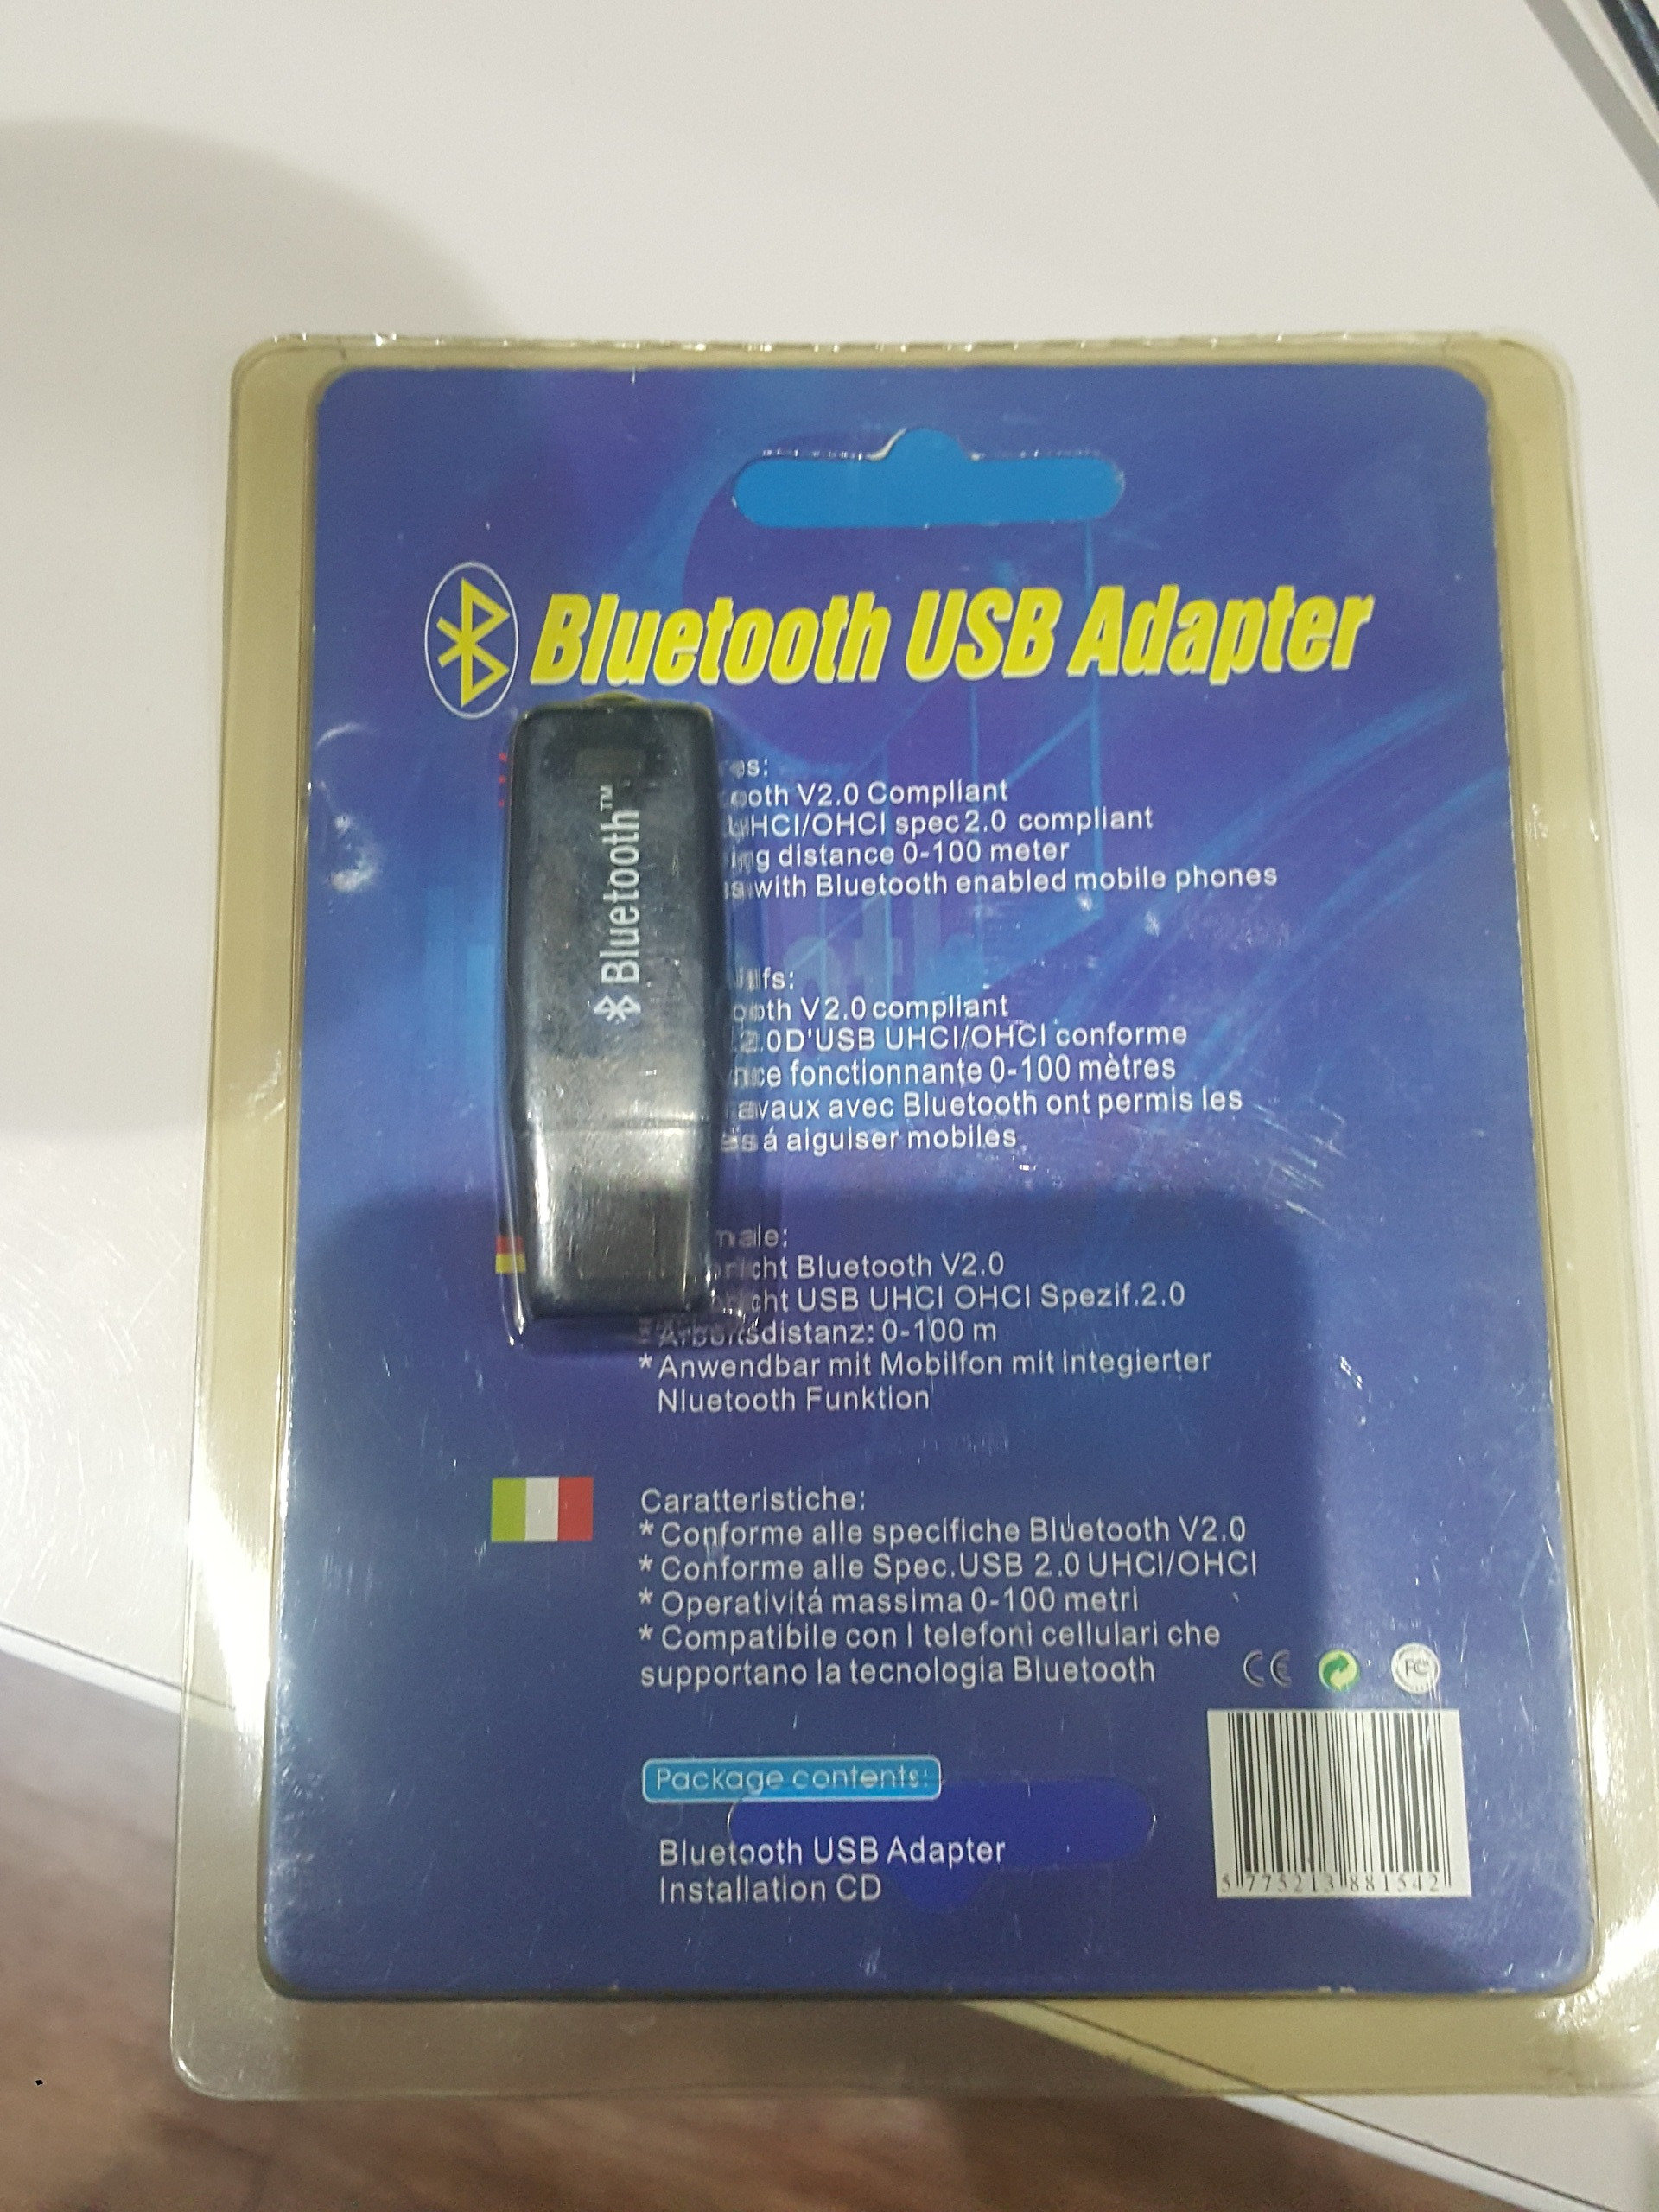 Bluetooth USB Adapter
Bluetooth™
V2.0 Compliant
UHCI/OHCI spec2.0 compliant
distance 0-100 meter
with Bluetooth enabled mobile phones
V2.0compliant
2.0D'USB UHCI/OHCI conforme
fonctionnante 0-100 mètres
avec Bluetooth ont permis les
á aiguiser mobiles.
Bluetooth V2.0
USB UHCI OHCI Spezif.2.0
*Arbeitsdistanz: 0-100 m
*Anwendbar mit Mobilfon mit integierter
Nluetooth Funktion
Caratteristiche:
* Conforme alle specifiche Bluetooth V2.0
* Conforme alle Spec.USB 2.0 UHCI/OHCI
* Operativitá massima 0-100 metri
* Compatibile con I telefoni cellulari che
supportano la tecnologia Bluetooth
CE FC
Package contents:
Bluetooth USB Adapter
Installation CD
5 775213 881542